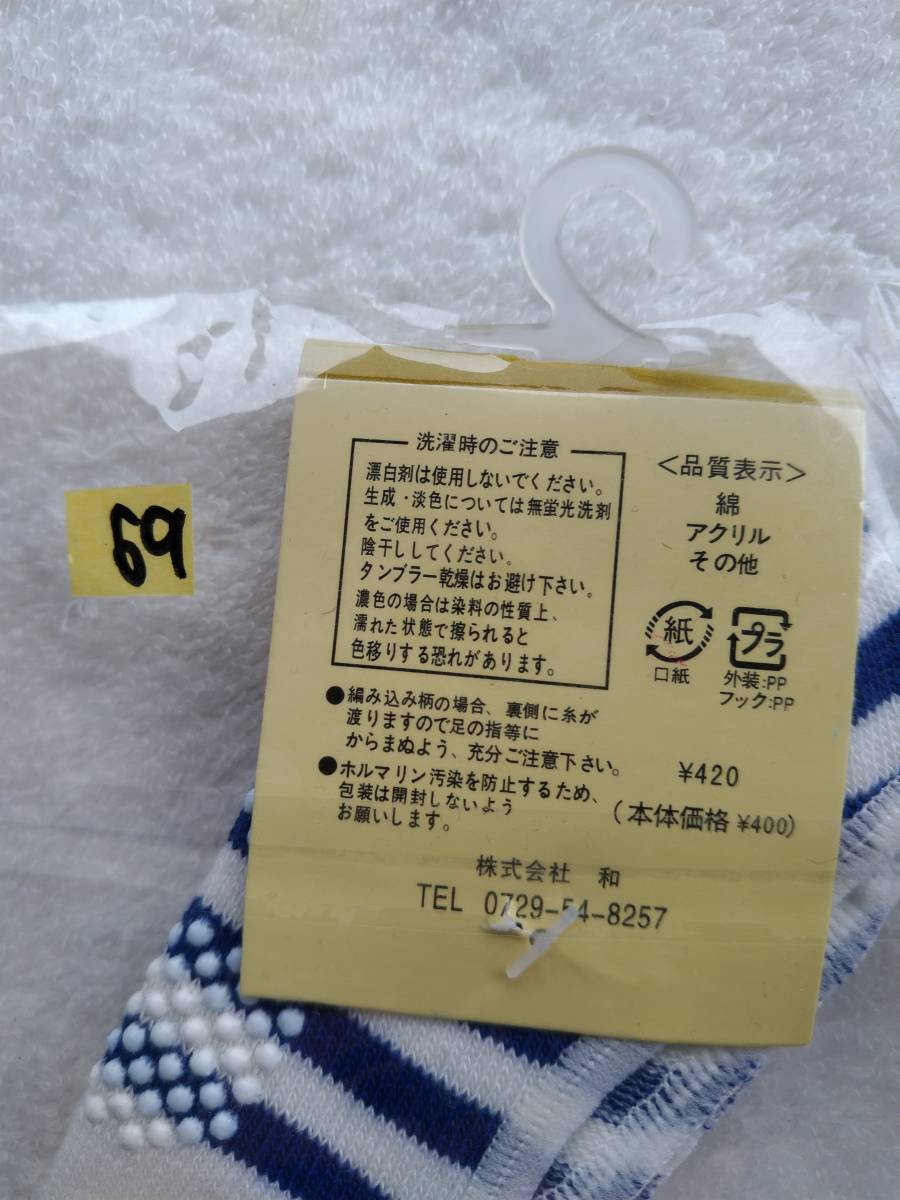 洗濯時のご注意
漂白剤は使用しないでください。
生成・淡色については無蛍光洗剤
をご使用ください。
陰干ししてください。
タンブラー乾燥はお避け下さい。
濃色の場合は染料の性質上、
濡れた状態で擦られると
色移りする恐れがあります。
●編み込み柄の場合、裏側に糸が
渡りますので足の指等に
からまぬよう、充分ご注意下さい。
●ホルマリン汚染を防止するため、
包装は開封しないよう
お願いします。
<品質表示>
綿
アクリル
その他
紙
口紙
プラ
外装:PP
フック:PP
¥420
(本体価格 ¥400)
株式会社 和
TEL 0729-54-8257
69